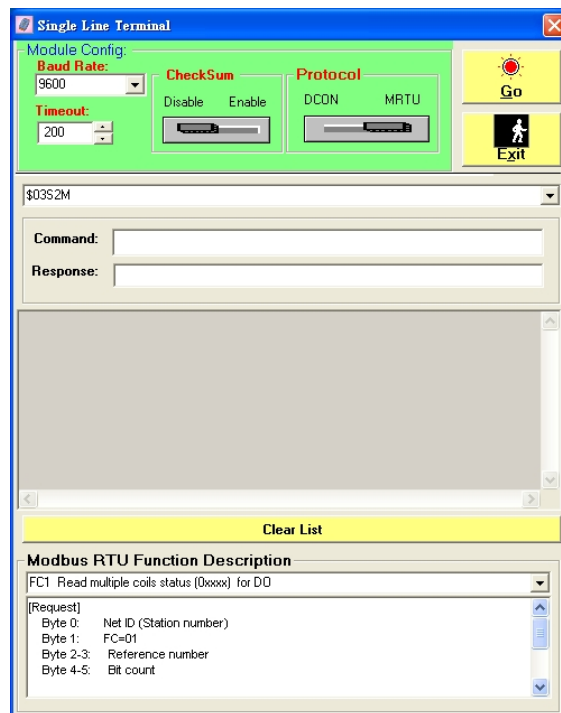 Single Line Terminal
Module Config:
Baud Rate:
9600
Timeout:
200
CheckSum
Disable Enable
Protocol
DCON MRTU
Go
Exit
$03S2M
Command:
Response:
Clear List
Modbus RTU Function Description
FC1 Read multiple coils status (0xxxx) for DO
[Request]
Byte 0: Net ID (Station number)
Byte 1: FC=01
Byte 2-3: Reference number
Byte 4-5: Bit count